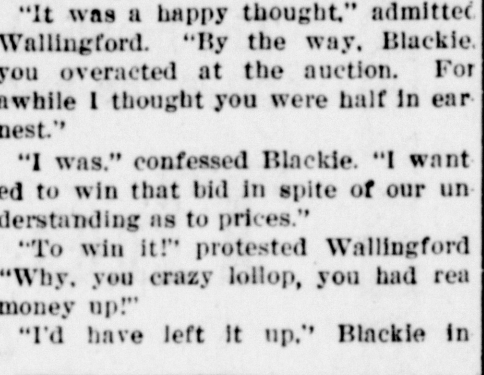 "It was a happy thought," admitted
Wallingford. "By the way, Blackie,
you overacted at the auction. For
awhile I thought you were half in ear-
nest."
"I was," confessed Blackie. "I want-
ed to win that bid in spite of our un-
derstanding as to prices."
"To win it!" protested Wallingford
"Why, you crazy lollop, you had rea
money up!"
"I'd have left it up," Blackie in